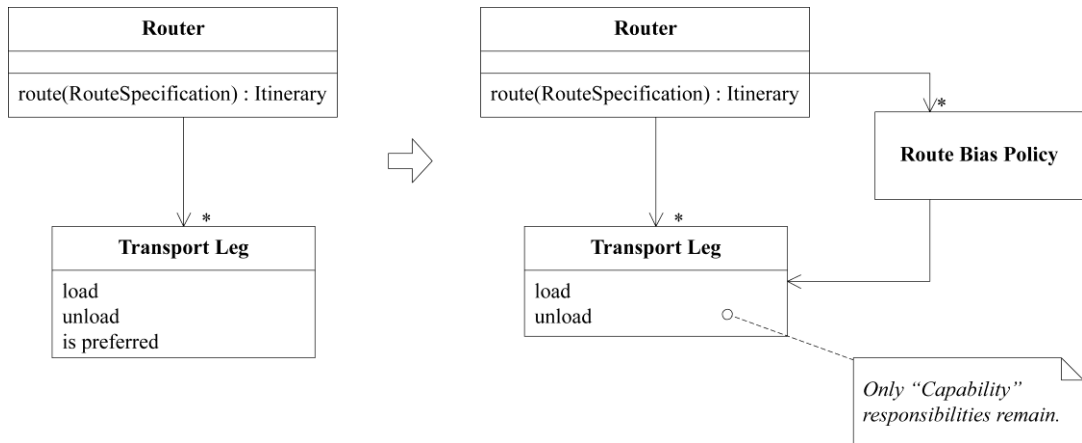 Router
route(RouteSpecification) : Itinerary
*
Transport Leg
load
unload
is preferred
Router
route(RouteSpecification) : Itinerary
*
Route Bias Policy
*
Transport Leg
load
unload
Only “Capability”
responsibilities remain.